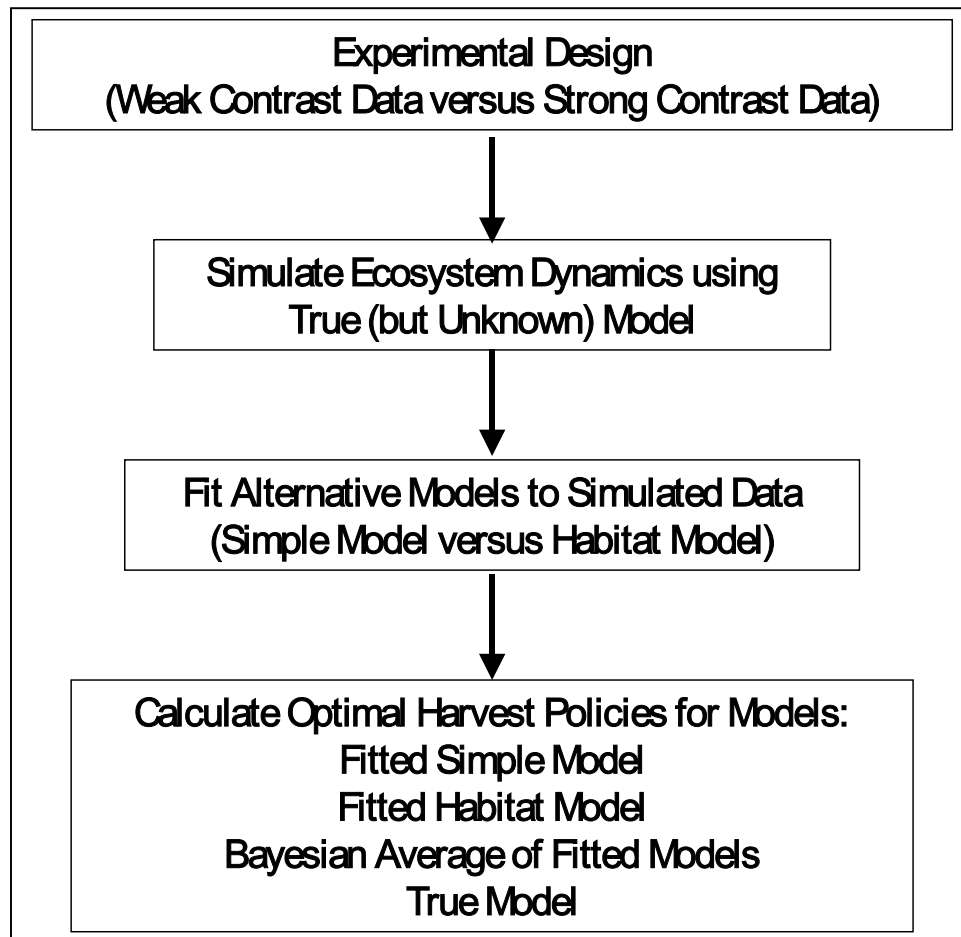 Experimental Design
(Weak Contrast Data versus Strong Contrast Data)
Simulate Ecosystem Dynamics using
True (but Unknown) Model
Fit Alternative Models to Simulated Data
(Simple Model versus Habitat Model)
Calculate Optimal Harvest Policies for Models:
Fitted Simple Model
Fitted Habitat Model
Bayesian Average of Fitted Models
True Model